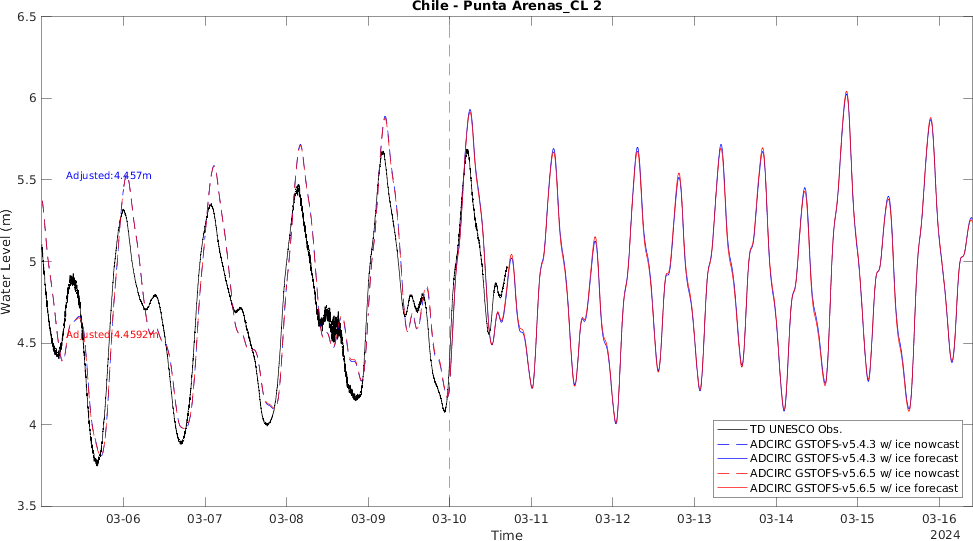 Chile - Punta Arenas_CL 2
6.5
6
5.5
5
4.5
4
3.5
Water Level (m)
Adjusted:4.457m
Adjusted:4.4592m
TD UNESCO Obs.
ADCIRC GSTOFS-v5.4.3 w/ ice nowcast
ADCIRC GSTOFS-v5.4.3 w/ ice forecast
ADCIRC GSTOFS-v5.6.5 w/ ice nowcast
ADCIRC GSTOFS-v5.6.5 w/ ice forecast
03-06 03-07 03-08 03-09 03-10 03-11 03-12 03-13 03-14 03-15 03-16
Time
2024